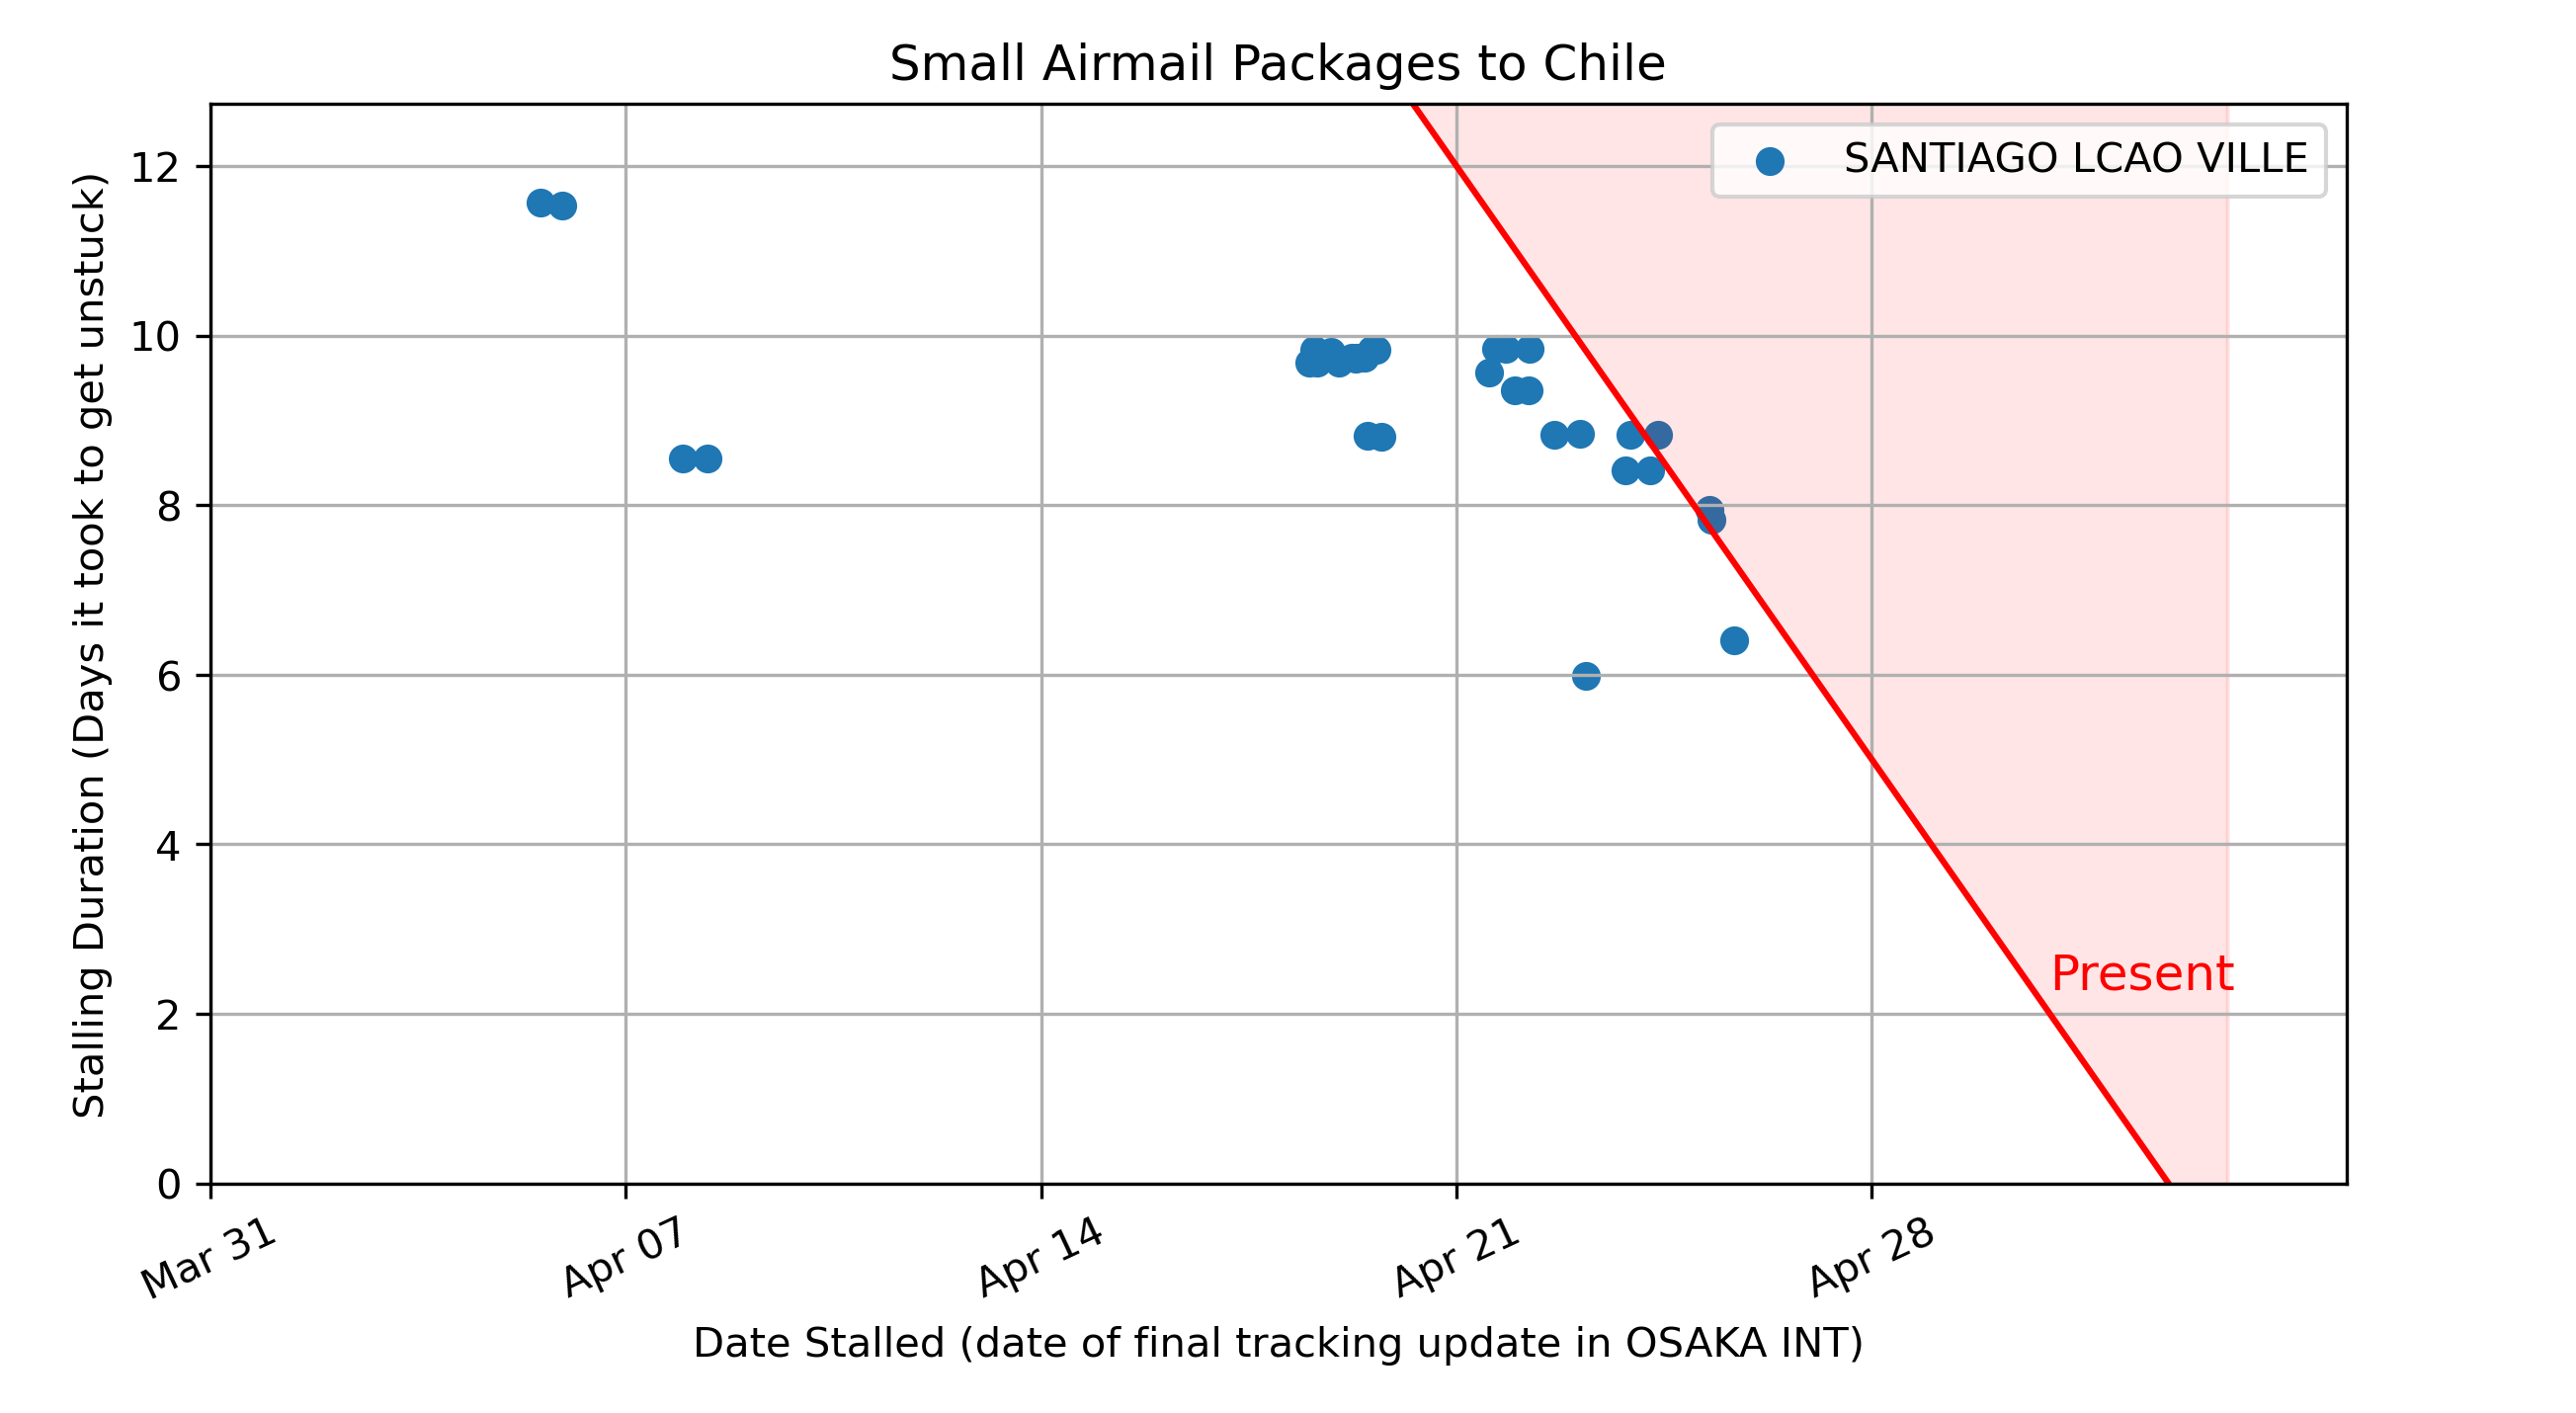 Small Airmail Packages to Chile
SANTIAGO LCAO VILLE
Stalling Duration (Days it took to get unstuck)
12
10
8
6
4
2
0
Present
Mar 31
Apr 07
Apr 14
Apr 21
Apr 28
Date Stalled (date of final tracking update in OSAKA INT)